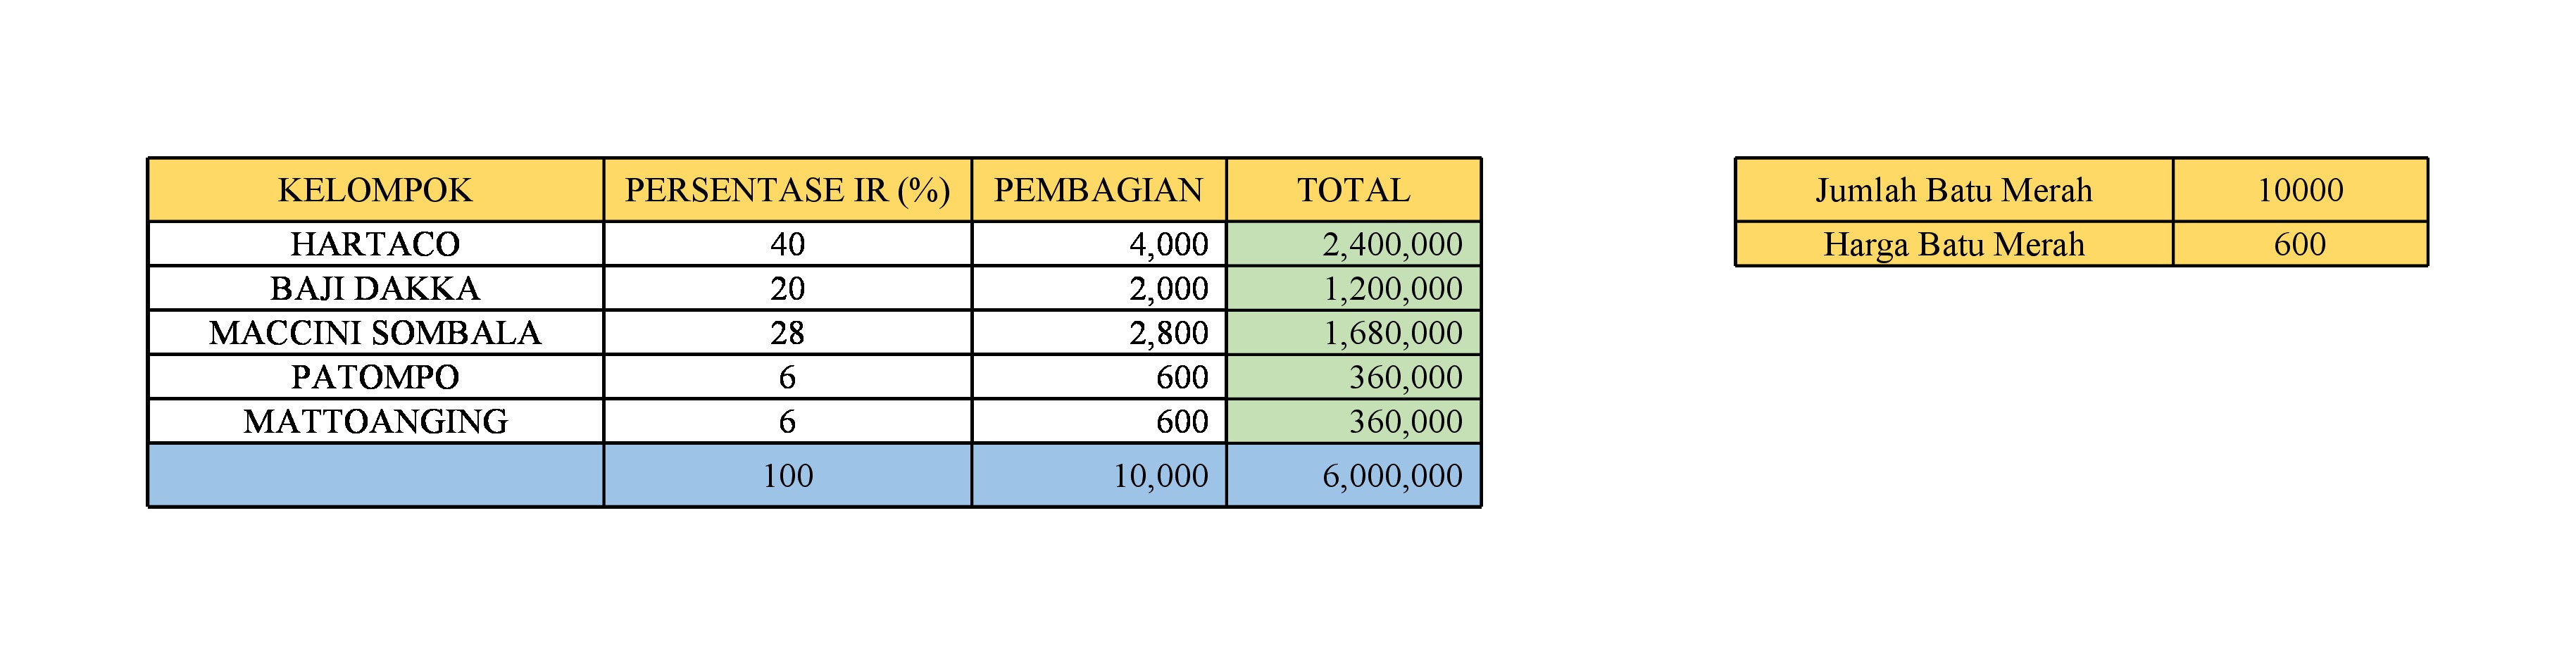 KELOMPOK PERSENTASE IR (%) PEMBAGIAN TOTAL
HARTACO 40 4,000 2,400,000
BAJI DAKKA 20 2,000 1,200,000
MACCINI SOMBALA 28 2,800 1,680,000
PATOMPO 6 600 360,000
MATTOANGING 6 600 360,000
100 10,000 6,000,000
Jumlah Batu Merah 10000
Harga Batu Merah 600